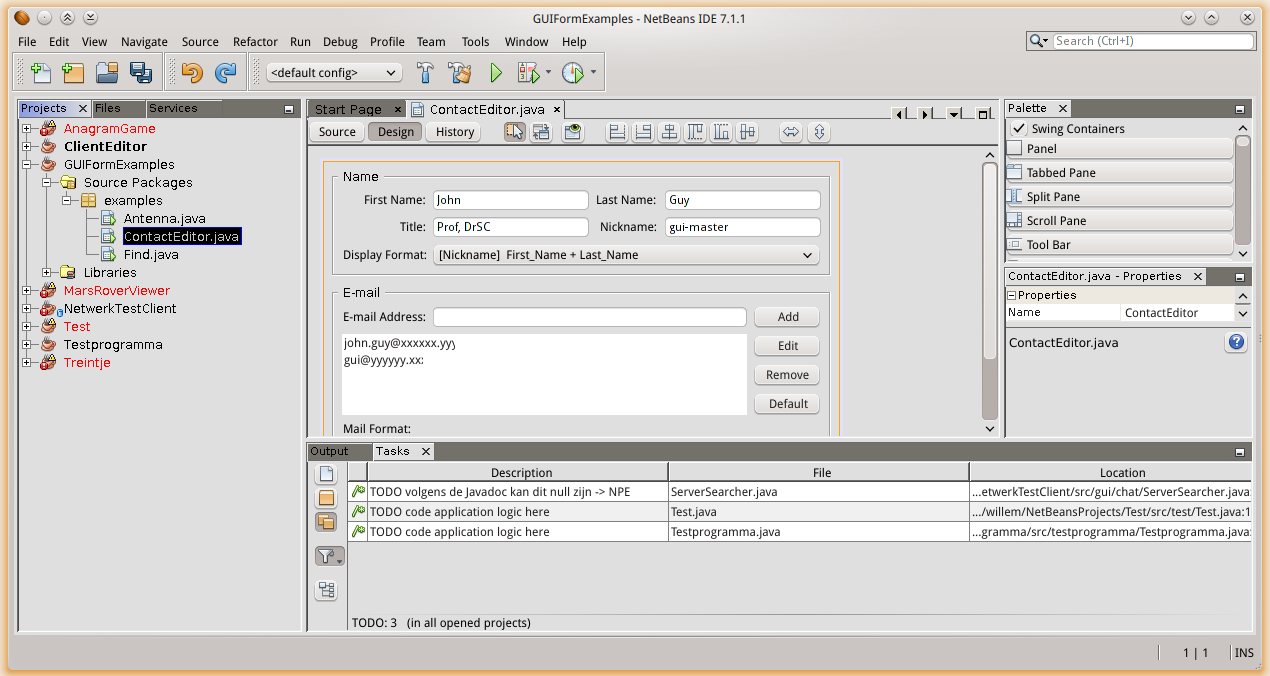 GUIFormExamples - NetBeans IDE 7.1.1
File Edit View Navigate Source Refactor Run Debug Profile Team Tools Window Help
Search (Ctrl+I)
<default config>
Projects Files Services
AnagramGame
ClientEditor
GUIFormExamples
Source Packages
examples
Antenna.java
ContactEditor.java
Find.java
Libraries
MarsRoverViewer
NetwerkTestClient
Test
Testprogramma
Treintje
Start Page ContactEditor.java
Source Design History
Name
First Name: John Last Name: Guy
Title: Prof, DrSC Nickname: gui-master
Display Format: [Nickname] First_Name + Last_Name
E-mail
E-mail Address: Add
john.guy@xxxxxx.yyy
gui@yyyyyy.xx:
Edit
Remove
Default
Mail Format:
Palette
Swing Containers
Panel
Tabbed Pane
Split Pane
Scroll Pane
Tool Bar
ContactEditor.java - Properties
Properties
Name ContactEditor
ContactEditor.java
Output Tasks
Description File Location
TODO volgens de Javadoc kan dit null zijn -> NPE ServerSearcher.java ...etwerkTestClient/src/gui/chat/ServerSearcher.java:
TODO code application logic here Test.java .../willem/NetBeansProjects/Test/src/test/Test.java:1
TODO code application logic here Testprogramma.java ...gramma/src/testprogramma/Testprogramma.java:
TODO: 3 (in all opened projects)
1 | 1 INS